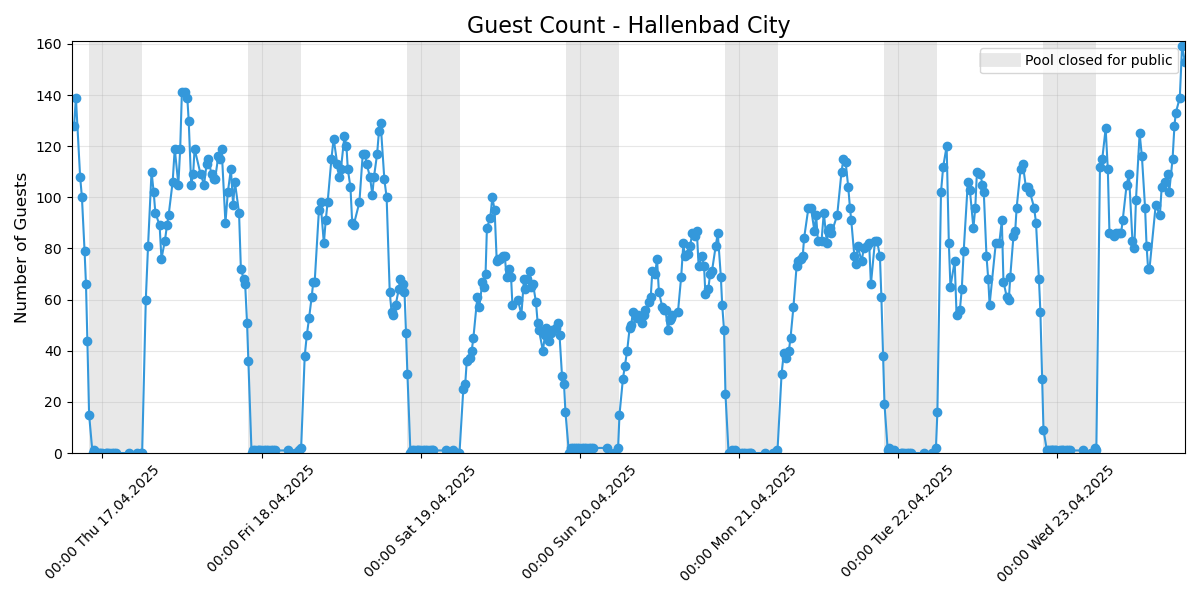 Guest Count - Hallenbad City
Pool closed for public
Number of Guests
160
140
120
100
80
60
40
20
0
00:00 Thu 17.04.2025
00:00 Fri 18.04.2025
00:00 Sat 19.04.2025
00:00 Sun 20.04.2025
00:00 Mon 21.04.2025
00:00 Tue 22.04.2025
00:00 Wed 23.04.2025